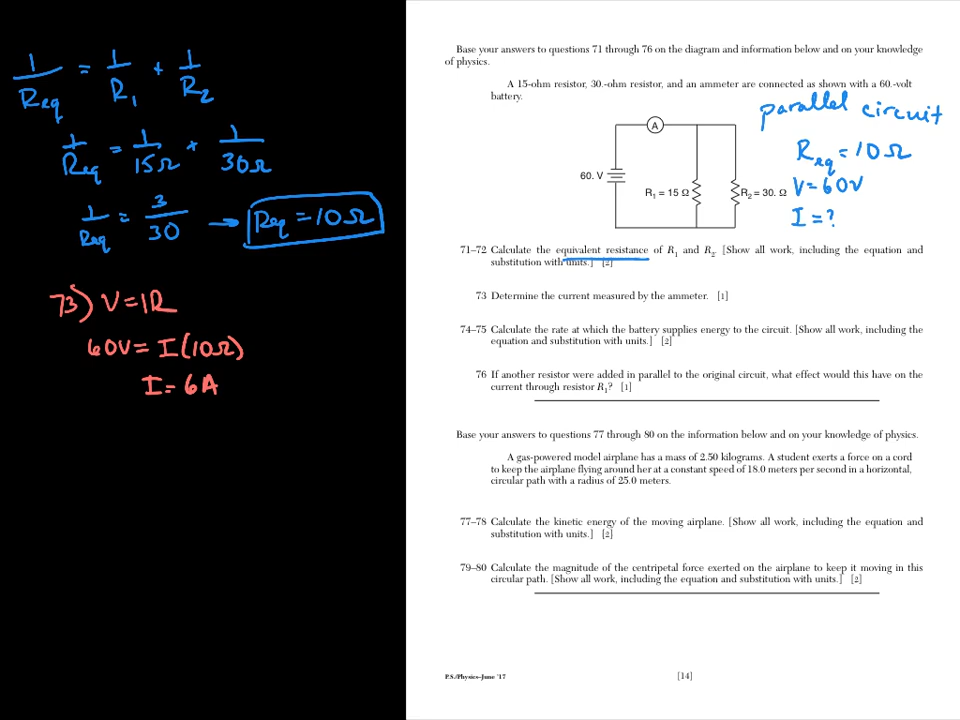 1/Req = 1/R1 + 1/R2
1/Req = 1/15Ω + 1/30Ω
1/Req = 3/30 → Req = 10Ω
73) V=IR
60V = I(10Ω)
I = 6A
Base your answers to questions 71 through 76 on the diagram and information below and on your knowledge
of physics.
A 15-ohm resistor, 30.-ohm resistor, and an ammeter are connected as shown with a 60.-volt
battery.
parallel circuit
A
Req = 10Ω
60. V
V = 60V
R1 = 15 Ω
R2 = 30. Ω
I = ?
71–72 Calculate the equivalent resistance of R1 and R2. [Show all work, including the equation and
substitution with units.] [2]
73 Determine the current measured by the ammeter. [1]
74–75 Calculate the rate at which the battery supplies energy to the circuit. [Show all work, including the
equation and substitution with units.] [2]
76 If another resistor were added in parallel to the original circuit, what effect would this have on the
current through resistor R1? [1]
Base your answers to questions 77 through 80 on the information below and on your knowledge of physics.
A gas-powered model airplane has a mass of 2.50 kilograms. A student exerts a force on a cord
to keep the airplane flying around her at a constant speed of 18.0 meters per second in a horizontal,
circular path with a radius of 25.0 meters.
77–78 Calculate the kinetic energy of the moving airplane. [Show all work, including the equation and
substitution with units.] [2]
79–80 Calculate the magnitude of the centripetal force exerted on the airplane to keep it moving in this
circular path. [Show all work, including the equation and substitution with units.] [2]
P.S./Physics–June '17
[14]